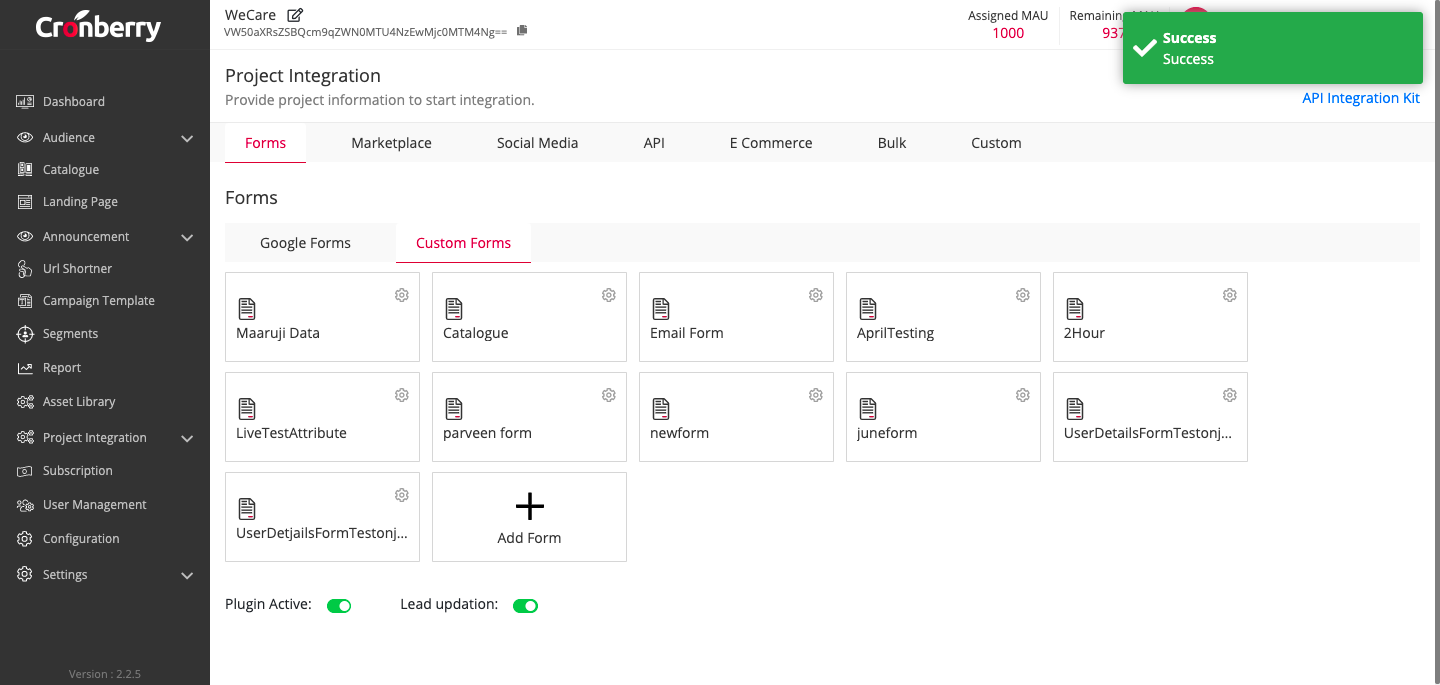 Cronberry
WeCare
VW50aXRsZSBQcm9qZWN0MTU4NzEwMjc0MTM4Ng==
Assigned MAU
1000
Remaining
937
Success
Success
Project Integration
Provide project information to start integration.
API Integration Kit
Dashboard
Audience
Catalogue
Landing Page
Announcement
Url Shortner
Campaign Template
Segments
Report
Asset Library
Project Integration
Subscription
User Management
Configuration
Settings
Version : 2.2.5
Forms Marketplace Social Media API E Commerce Bulk Custom
Forms
Google Forms Custom Forms
Maaruji Data Catalogue Email Form AprilTesting 2Hour
LiveTestAttribute parveen form newform juneform UserDetailsFormTestonj...
UserDetjailsFormTestonj... Add Form
Plugin Active: Lead updation: